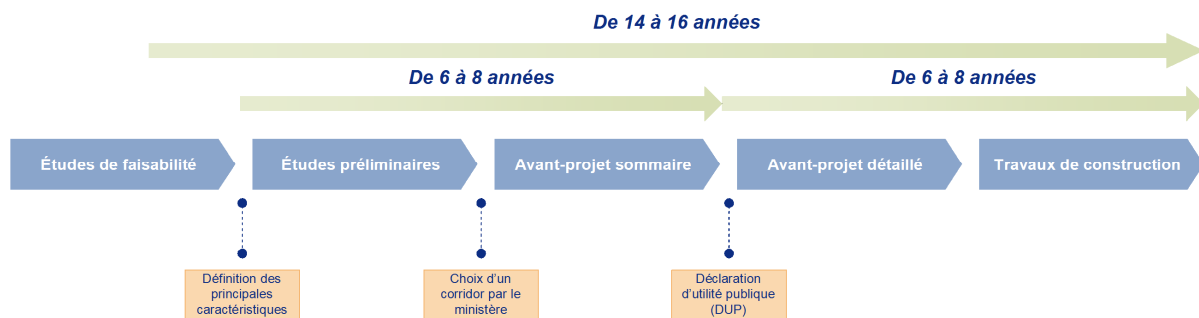 De 14 à 16 années
De 6 à 8 années
De 6 à 8 années
Études de faisabilité
Études préliminaires
Avant-projet sommaire
Avant-projet détaillé
Travaux de construction
Définition des
principales
caractéristiques
Choix d'un
corridor par le
ministère
Déclaration
d'utilité publique
(DUP)